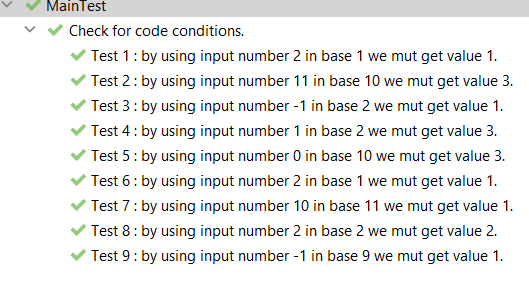 MainTest
Check for code conditions.
Test 1 : by using input number 2 in base 1 we mut get value 1.
Test 2 : by using input number 11 in base 10 we mut get value 3.
Test 3 : by using input number -1 in base 2 we mut get value 1.
Test 4 : by using input number 1 in base 2 we mut get value 3.
Test 5 : by using input number 0 in base 10 we mut get value 3.
Test 6 : by using input number 2 in base 1 we mut get value 1.
Test 7 : by using input number 10 in base 11 we mut get value 1.
Test 8 : by using input number 2 in base 2 we mut get value 2.
Test 9 : by using input number -1 in base 9 we mut get value 1.